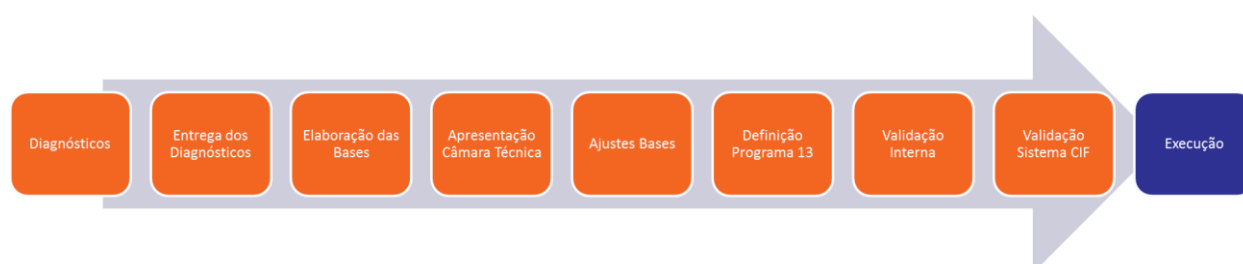 Diagnósticos
Entrega dos
Diagnósticos
Elaboração das
Bases
Apresentação
Câmara Técnica
Ajustes Bases
Definição
Programa 13
Validação
Interna
Validação
Sistema CIF
Execução